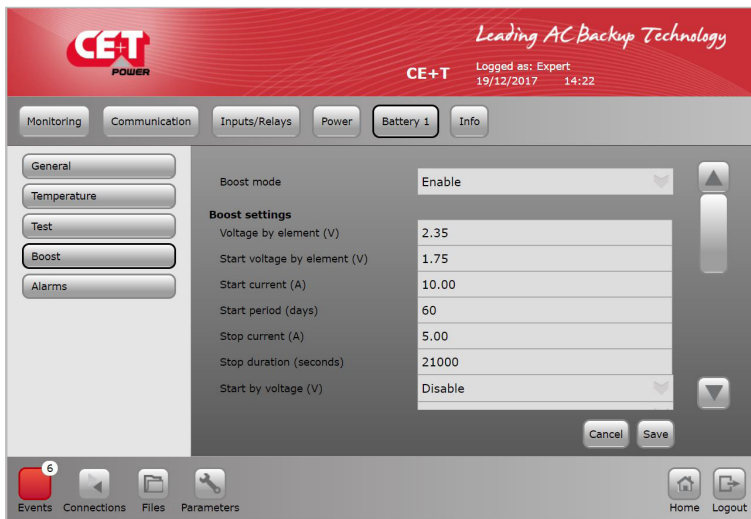 CE+T
POWER
Leading AC Backup Technology
CE+T
Logged as: Expert
19/12/2017 14:22
Monitoring Communication Inputs/Relays Power Battery 1 Info
General
Temperature
Test
Boost
Alarms
Boost mode Enable
Boost settings
Voltage by element (V) 2.35
Start voltage by element (V) 1.75
Start current (A) 10.00
Start period (days) 60
Stop current (A) 5.00
Stop duration (seconds) 21000
Start by voltage (V) Disable
Cancel Save
6
Events Connections Files Parameters Home Logout